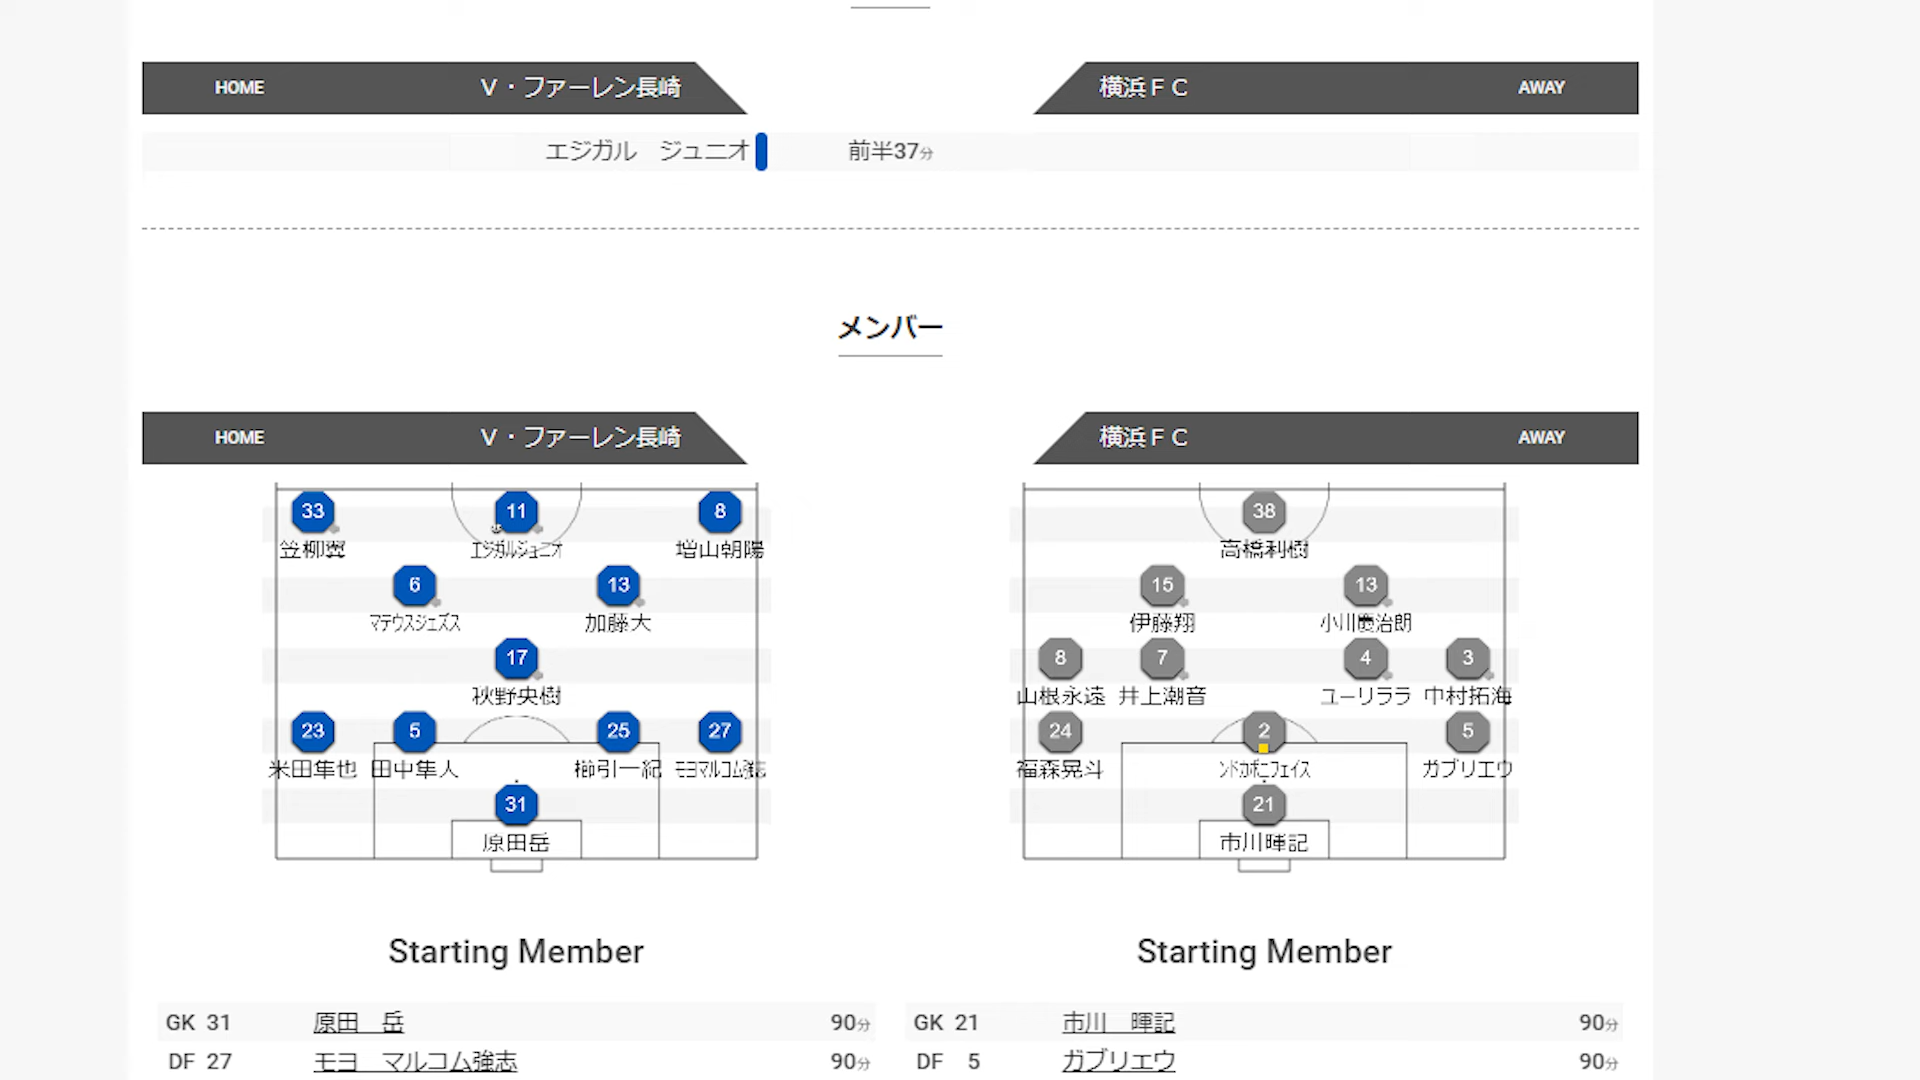 HOME V・ファーレン長崎 横浜FC AWAY
エジガル ジュニオ 前半37分
メンバー
HOME V・ファーレン長崎 横浜FC AWAY
33 11 8 38
笠柳翼 エジガルジュニオ 増山朝陽 高橋利樹
6 13 15 13
マテウスジェズス 加藤大 伊藤翔 小川慶治朗
17 8 7 4 3
秋野央樹 山根永遠 井上潮音 ユーリララ 中村拓海
23 5 25 27 24 2 5
米田隼也 田中隼人 櫛引一紀 モヨマルコム強志 福森晃斗 ンドカボニフェイス ガブリエウ
31 21
原田岳 市川暉記
Starting Member Starting Member
GK 31 原田 岳 90分 GK 21 市川 暉記 90分
DF 27 モヨ マルコム強志 90分 DF 5 ガブリエウ 90分